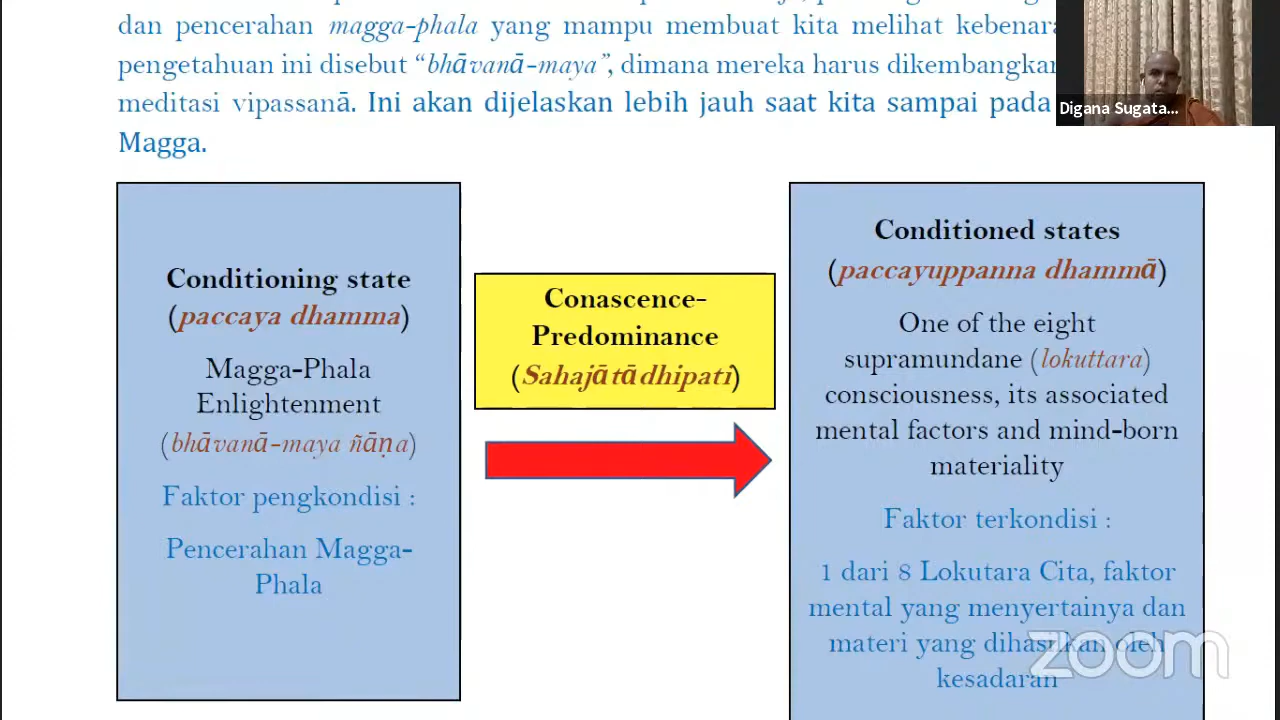 dan pencerahan magga-phala yang mampu membuat kita melihat
pengetahuan ini disebut “bhāvanā-maya”, dimana mereka harus dikembangkan
meditasi vipassanā. Ini akan dijelaskan lebih jauh saat kita sampai pada
Magga.
Digana Sugata...
Conditioning state
(paccaya dhamma)
Magga-Phala
Enlightenment
(bhāvanā-maya ñāṇa)
Faktor pengkondisi :
Pencerahan Magga-
Phala
Conascence-
Predominance
(Sahajātādhipati)
Conditioned states
(paccayuppanna dhammā)
One of the eight
supramundane (lokuttara)
consciousness, its associated
mental factors and mind-born
materiality
Faktor terkondisi :
1 dari 8 Lokutara Cita, faktor
mental yang menyertainya dan
materi yang dihasilkan oleh
kesadaran
zoom